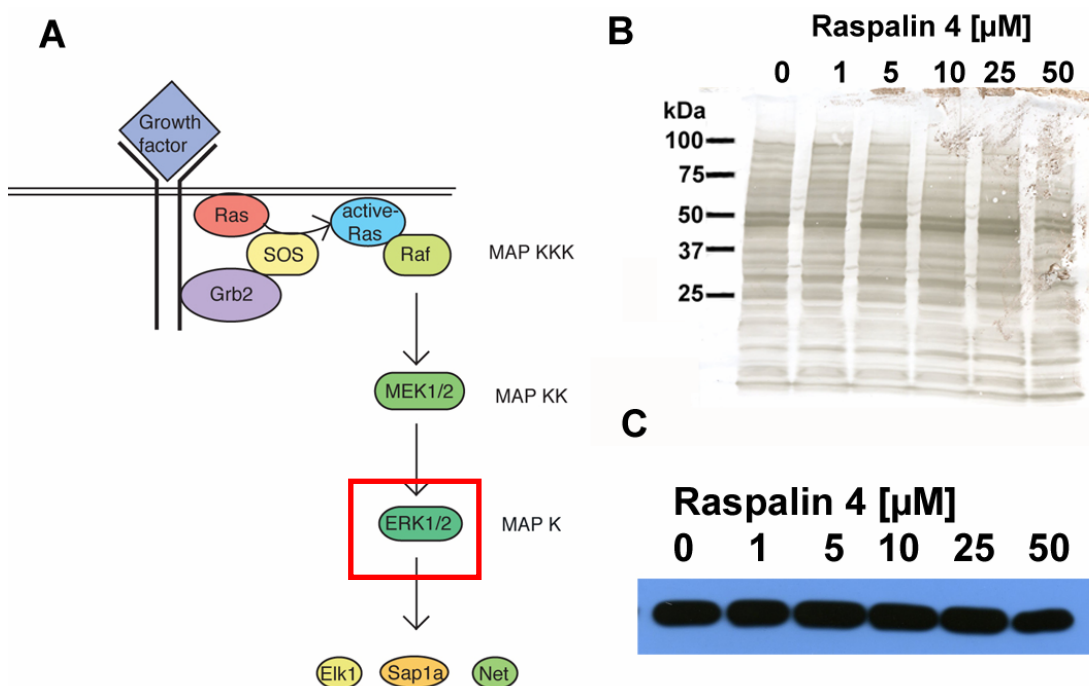 A
Growth
factor
Ras
active-
Ras
SOS
Raf
MAP KKK
Grb2
MEK1/2
MAP KK
ERK1/2
MAP K
Elk1
Sap1a
Net
B
Raspalin 4 [µM]
0 1 5 10 25 50
kDa
100
75
50
37
25
C
Raspalin 4 [µM]
0 1 5 10 25 50